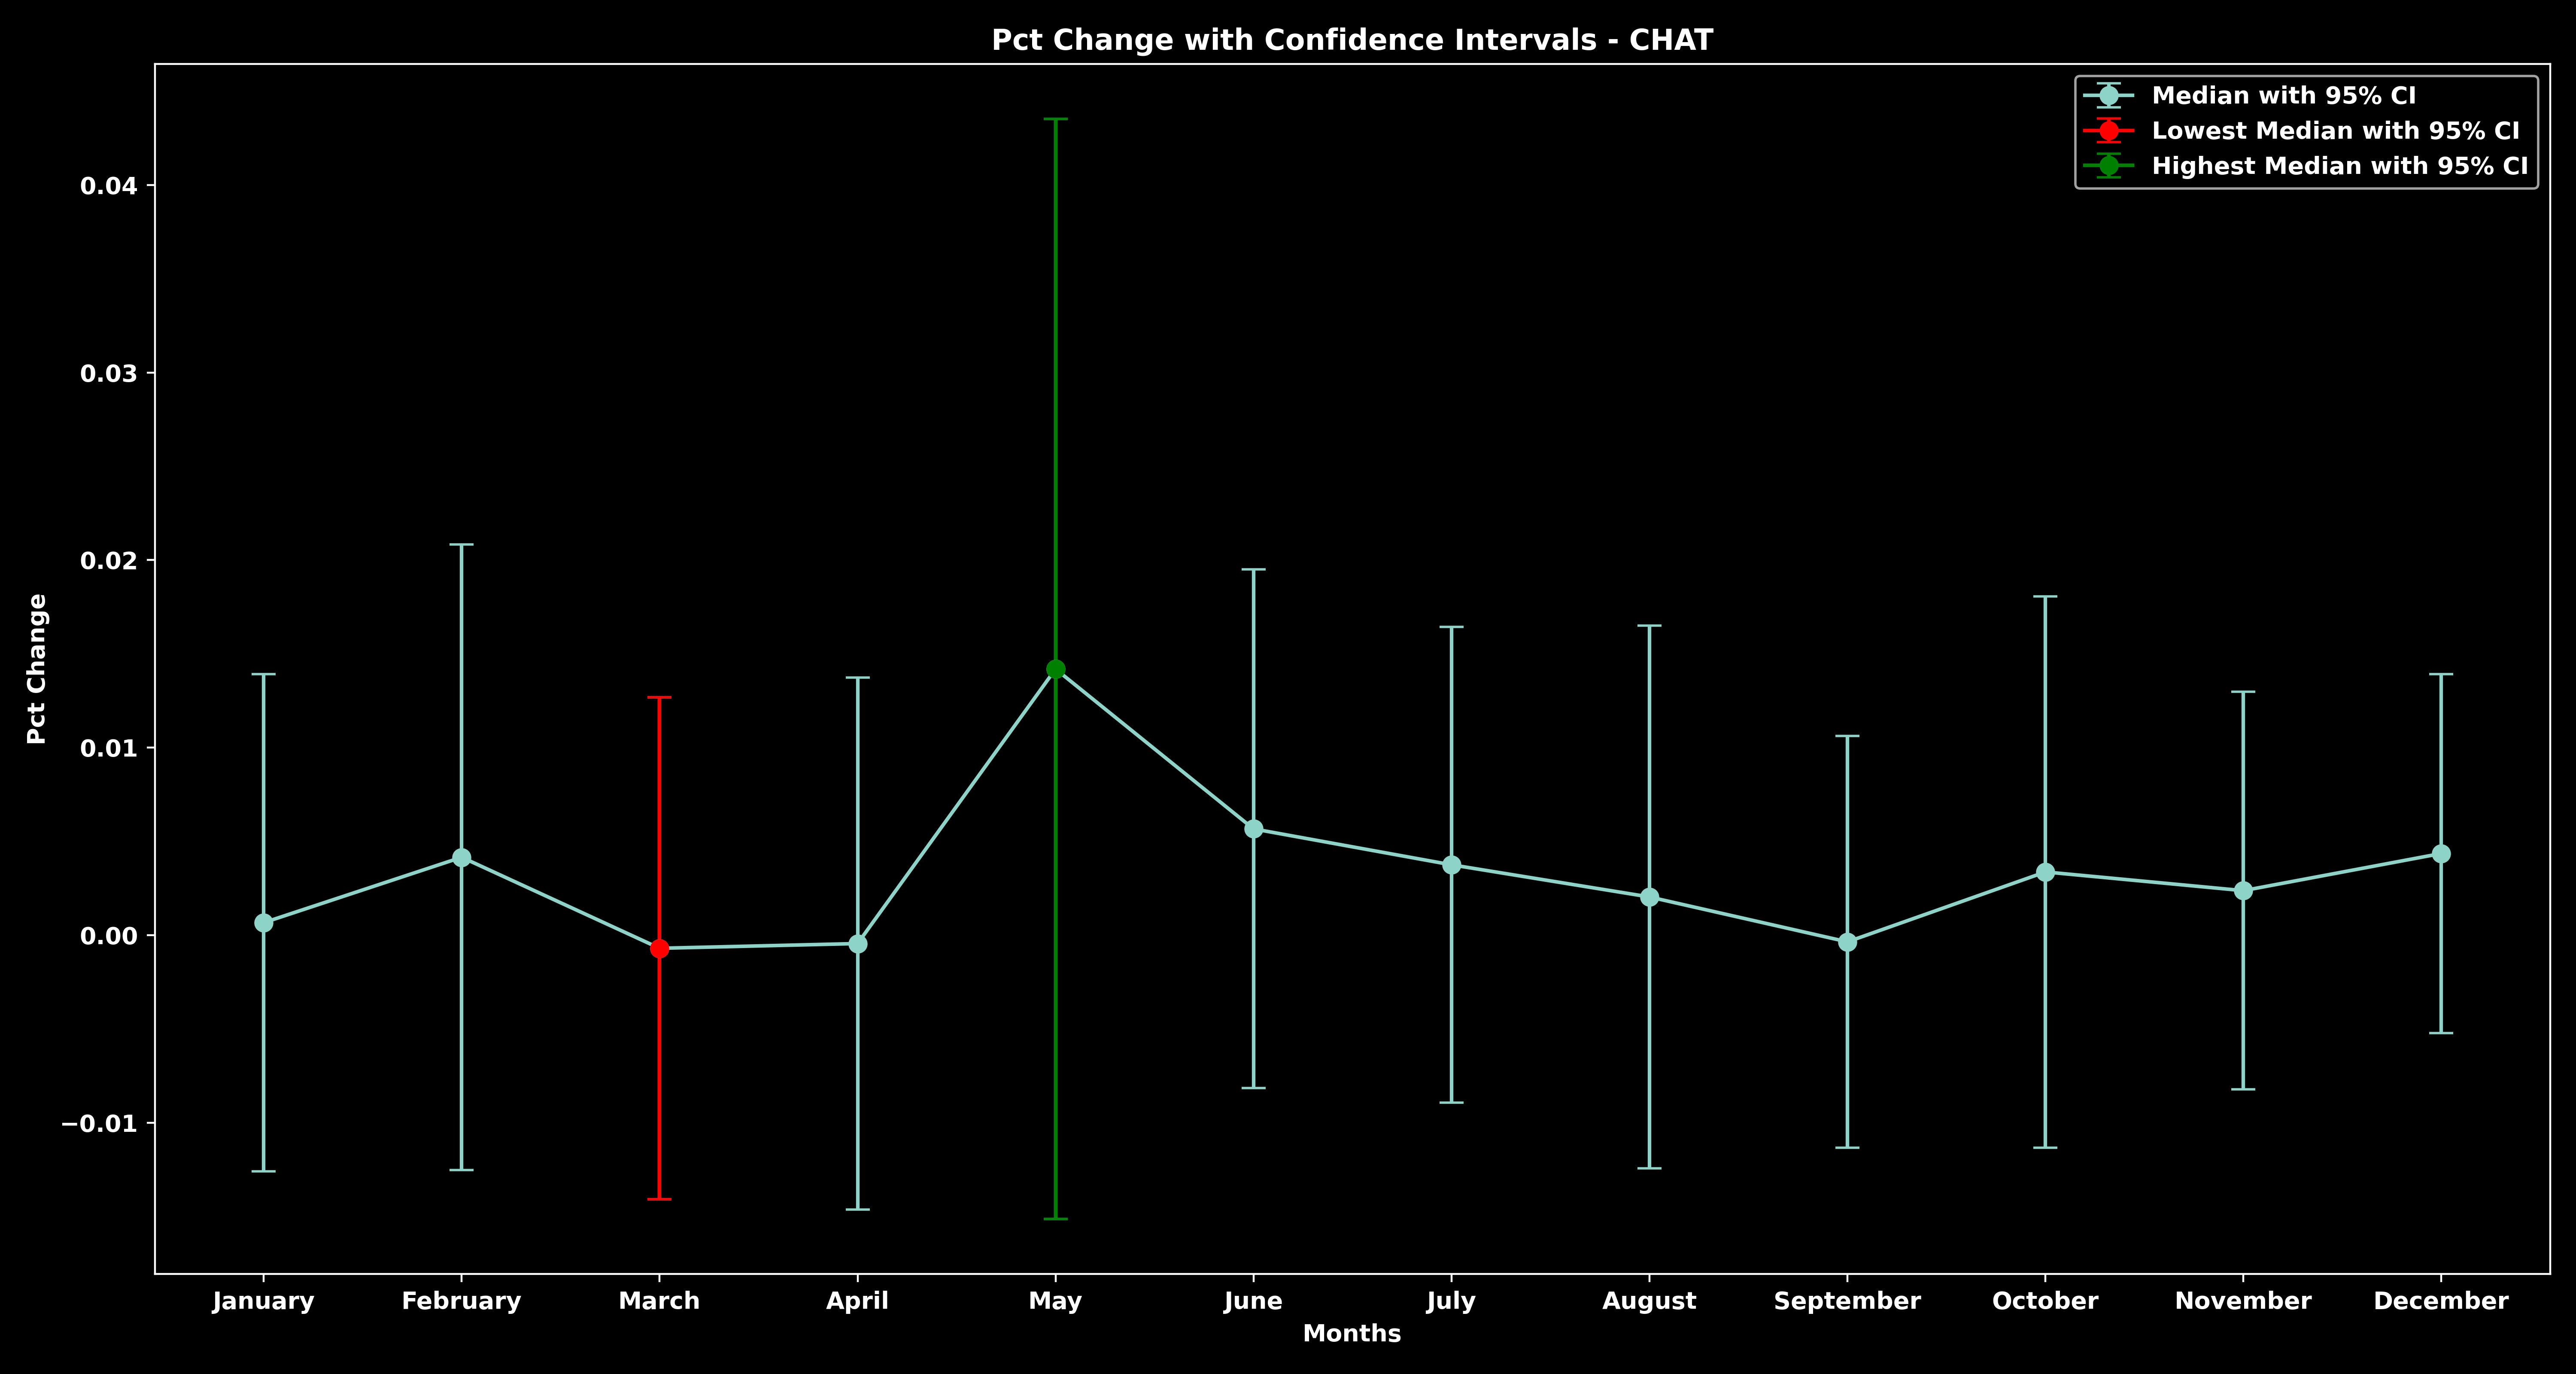 Pct Change with Confidence Intervals - CHAT
Median with 95% CI
Lowest Median with 95% CI
Highest Median with 95% CI
Pct Change
0.04
0.03
0.02
0.01
0.00
−0.01
January February March April May June July August September October November December
Months